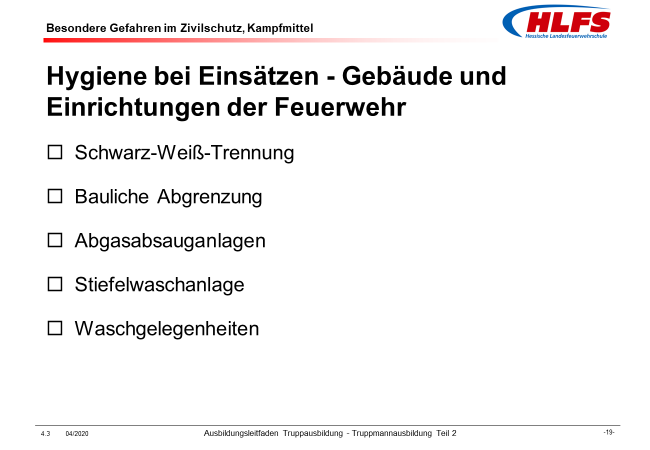 Besondere Gefahren im Zivilschutz, Kampfmittel
HLFS
Hessische Landesfeuerwehrschule
Hygiene bei Einsätzen - Gebäude und
Einrichtungen der Feuerwehr
Schwarz-Weiß-Trennung
Bauliche Abgrenzung
Abgasabsauganlagen
Stiefelwaschanlage
Waschgelegenheiten
4.3 04/2020 Ausbildungsleitfaden Truppausbildung - Truppmannausbildung Teil 2 -19-